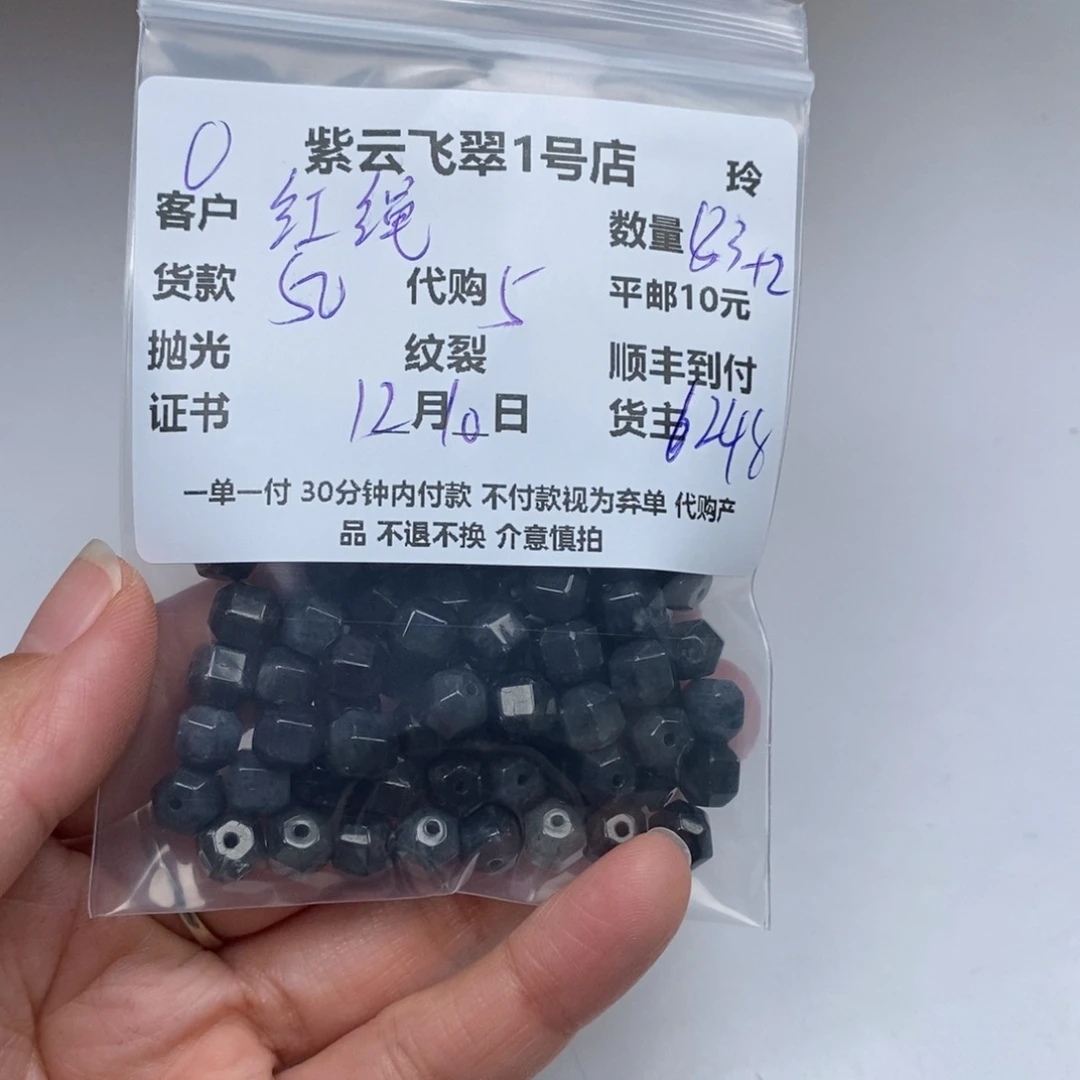 0 紫云飞翠1号店 玲
客户 红绳 数量 83+2
货款 50 代购 5 平邮10元
抛光 纹裂 顺丰到付
证书 12月10日 货主 6248
一单一付 30分钟内付款 不付款视为弃单 代购产
品 不退不换 介意慎拍